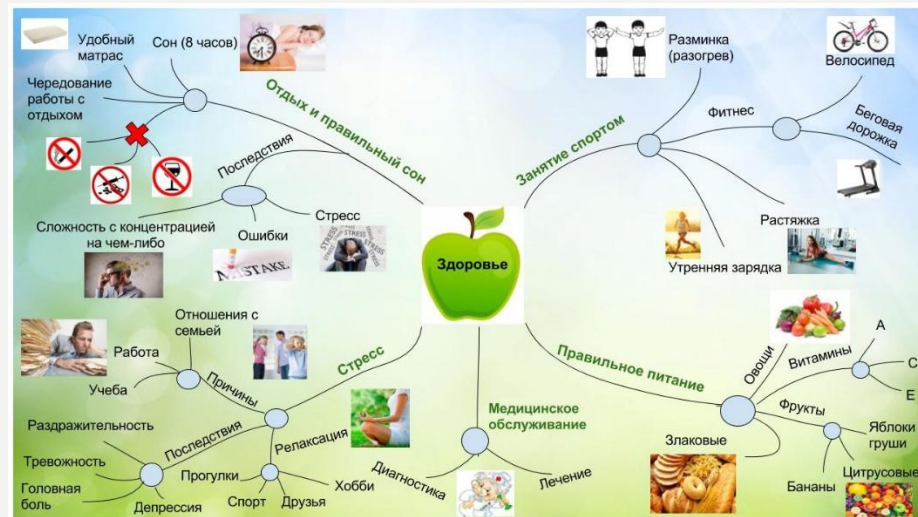 Удобный
матрас
Сон (8 часов)
Чередование
работы с
отдыхом
Отдых и правильный сон
Последствия
Сложность с концентрацией
на чем-либо
Ошибки
Стресс
MISTAKE
STRESS
Занятие спортом
Разминка
(разогрев)
Фитнес
Велосипед
Беговая
дорожка
Растяжка
Утренняя зарядка
Здоровье
Стресс
Причины
Отношения с
семьей
Работа
Учеба
Последствия
Раздражительность
Тревожность
Головная
боль
Депрессия
Релаксация
Прогулки
Спорт
Друзья
Хобби
Медицинское
обслуживание
Диагностика
Лечение
Правильное питание
Овощи
Витамины
А
С
Е
Фрукты
Яблоки
груши
Цитрусовые
Бананы
Злаковые